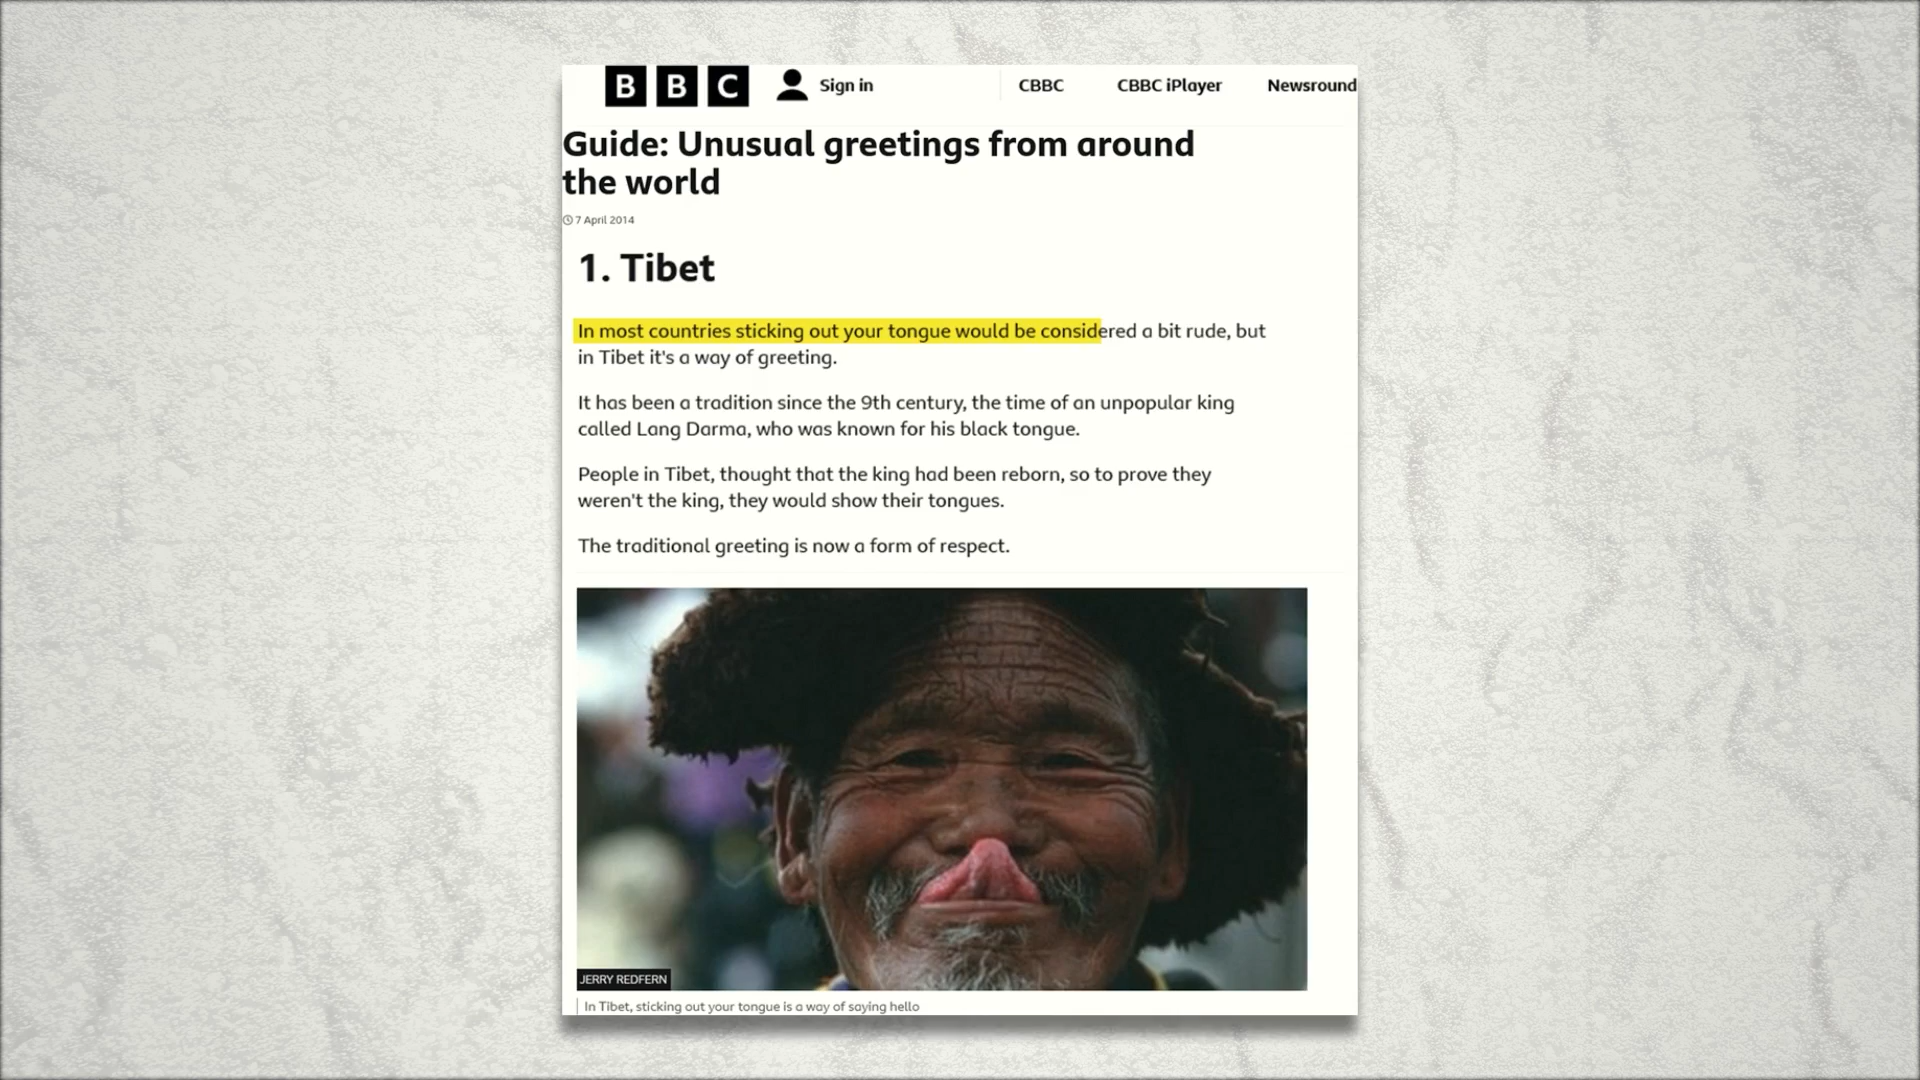 BBC Sign in CBBC CBBC iPlayer Newsround
Guide: Unusual greetings from around
the world
7 April 2014
1. Tibet
In most countries sticking out your tongue would be considered a bit rude, but
in Tibet it's a way of greeting.
It has been a tradition since the 9th century, the time of an unpopular king
called Lang Darma, who was known for his black tongue.
People in Tibet, thought that the king had been reborn, so to prove they
weren't the king, they would show their tongues.
The traditional greeting is now a form of respect.
JERRY REDFERN
In Tibet, sticking out your tongue is a way of saying hello